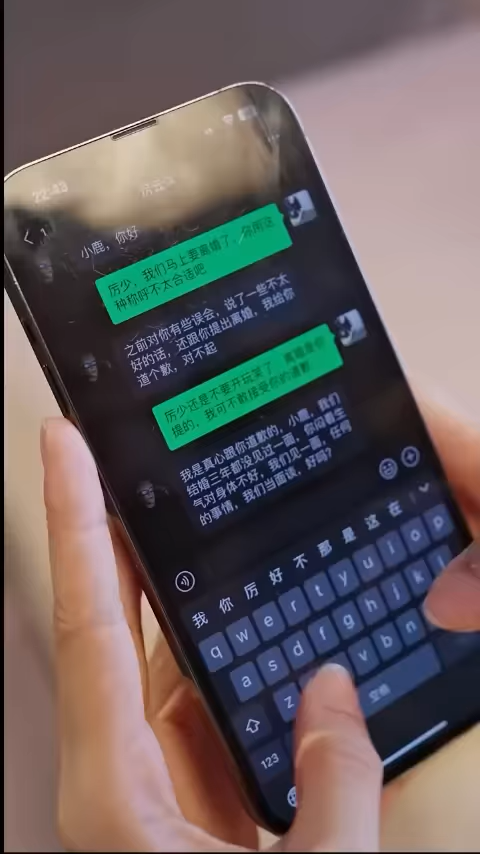 22:43
小鹿，你好
厉少，我们马上要离婚了，你用这
种称呼不太合适吧
之前对你有些误会，说了一些不太
好的话，还跟你提出离婚，我给你
道个歉，对不起
厉少还是不要开玩笑了，离婚是你
提的，我可不敢接受你的道歉
我是真心跟你道歉的，小鹿，我们
结婚三年都没见过一面，你闷着生
气对身体不好，我们见一面，任何
的事情，我们当面谈，好吗？
我 你 厉 好 不 那 是 这 在
q w e r t y u i o p
a s d f g h j k l
z v b n
123 空格